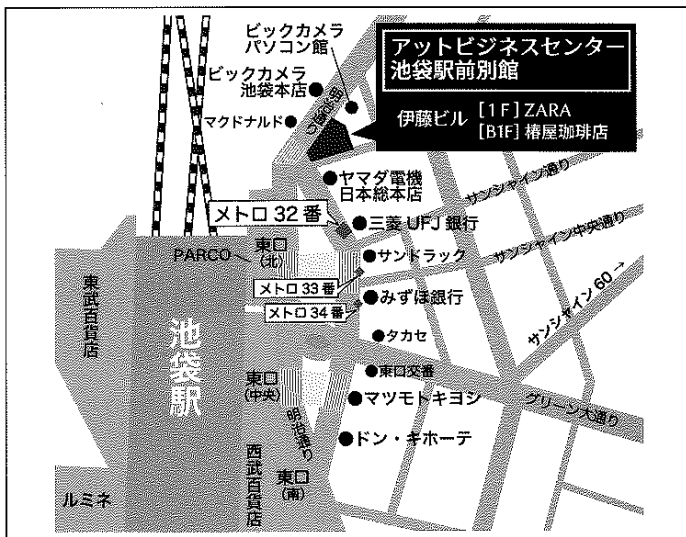 ビックカメラ
パソコン館
ビックカメラ
池袋本店
マクドナルド
明治通り
アットビジネスセンター
池袋駅前別館
伊藤ビル [1F] ZARA
[B1F] 椿屋珈琲店
ヤマダ電機
日本総本店
サンシャイン通り
メトロ 32 番
三菱 UFJ 銀行
サンシャイン中央通り
PARCO
東口
(北)
サンドラック
メトロ 33 番
みずほ銀行
メトロ 34 番
サンシャイン 60 →
東武百貨店
池袋駅
タカセ
東口交番
東口
(中央)
マツモトキヨシ
グリーン大通り
明治通り
ドン・キホーテ
西武百貨店
東口
(南)
ルミネ